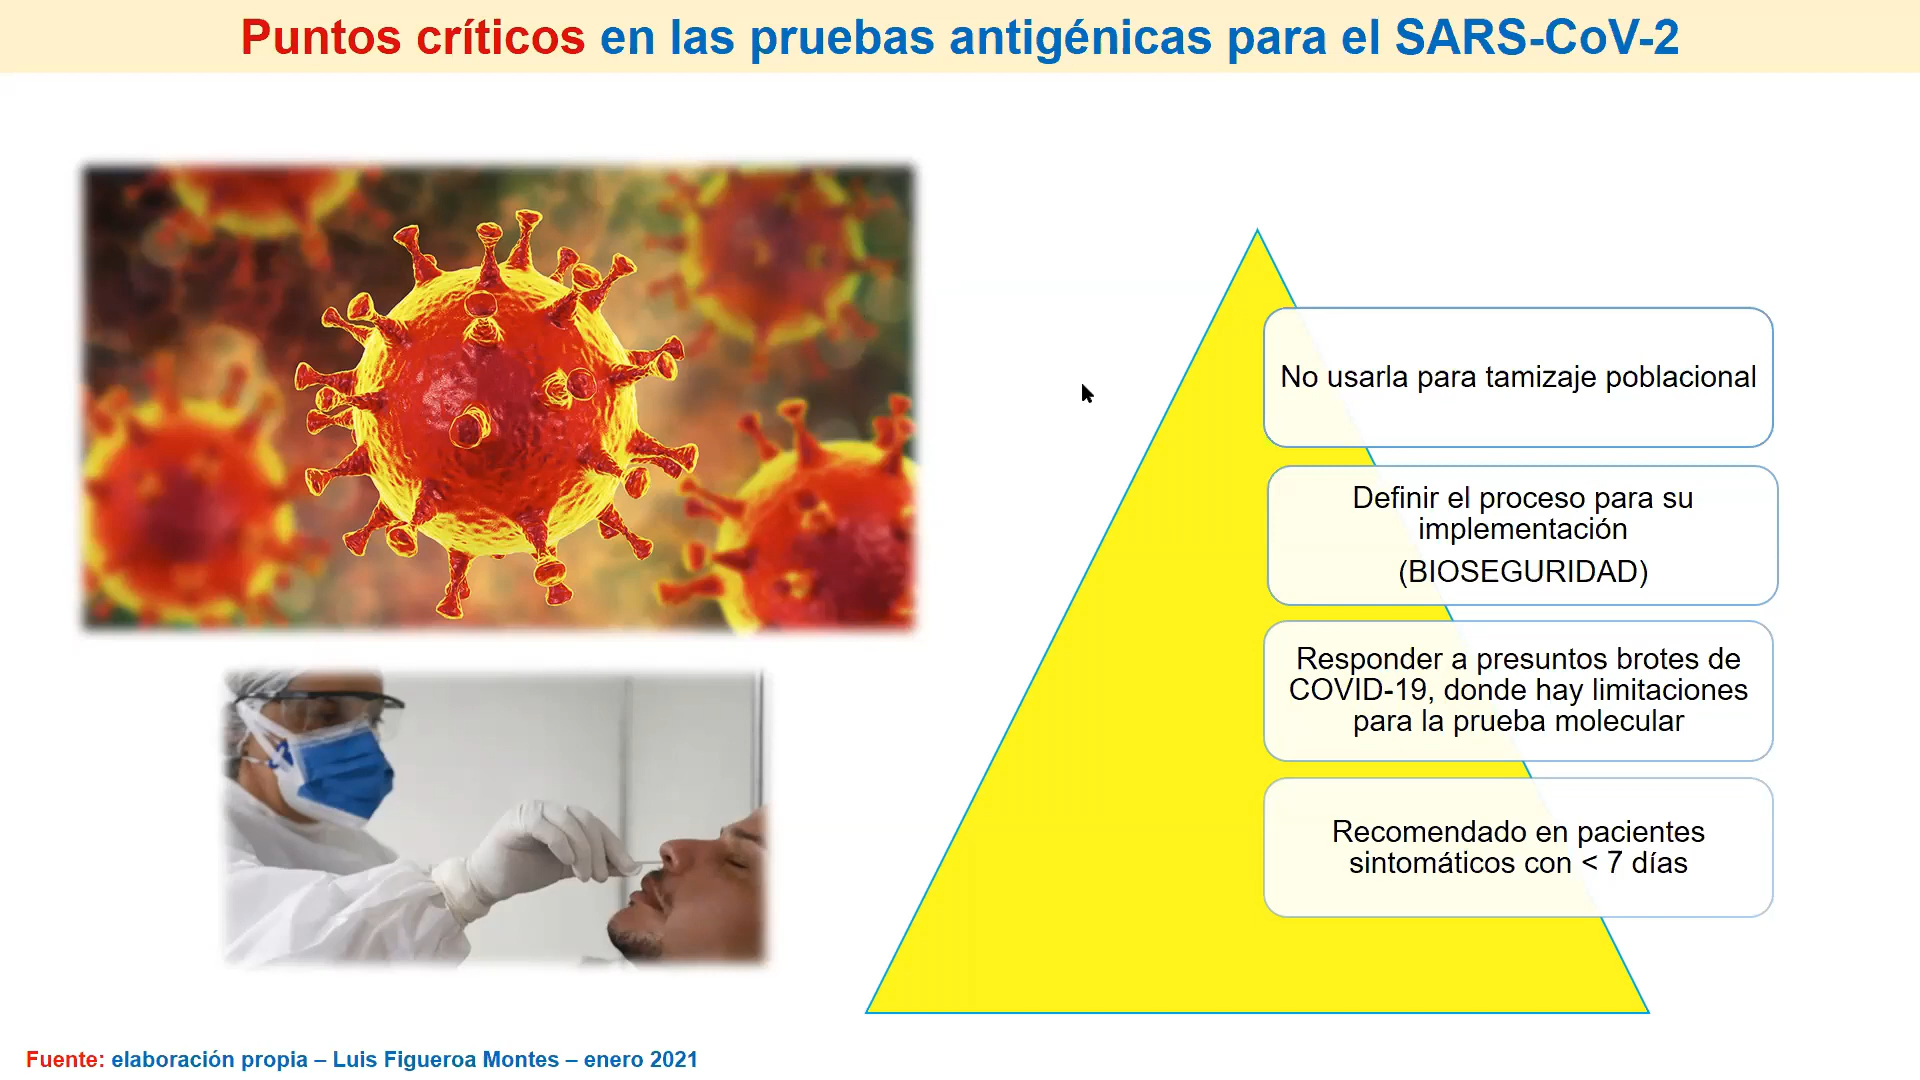 Puntos críticos en las pruebas antigénicas para el SARS-CoV-2
No usarla para tamizaje poblacional
Definir el proceso para su
implementación
(BIOSEGURIDAD)
Responder a presuntos brotes de
COVID-19, donde hay limitaciones
para la prueba molecular
Recomendado en pacientes
sintomáticos con < 7 días
Fuente: elaboración propia – Luis Figueroa Montes – enero 2021